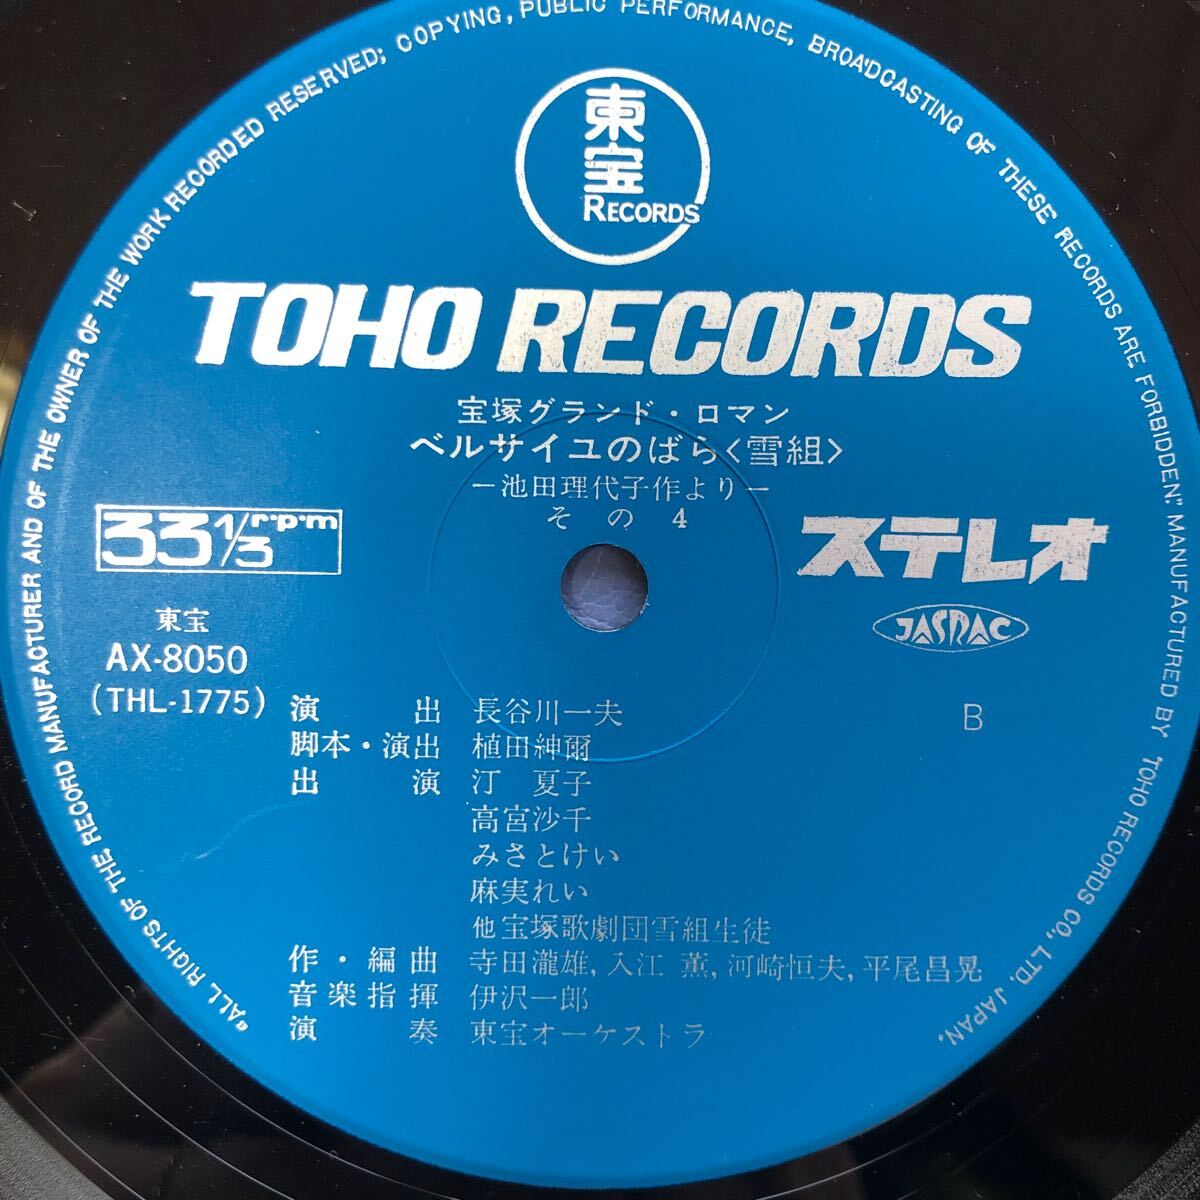 “ALL RIGHTS OF THE RECORD MANUFACTURER AND OF THE OWNER OF THE WORK RECORDED RESERVED; COPYING, PUBLIC PERFORMANCE, BROADCASTING OF THESE RECORDS ARE FORBIDDEN.” MANUFACTURED BY TOHO RECORDS CO., LTD. JAPAN.
東宝
RECORDS
TOHO RECORDS
宝塚グランド・ロマン
ベルサイユのばら〈雪組〉
－池田理代子作より－
その4
33 1/3 r・p・m
ステレオ
JASRAC
東宝
AX-8050
(THL-1775)
B
演出 長谷川一夫
脚本・演出 植田紳爾
出演 汀 夏子
高宮沙千
みさとけい
麻実れい
他宝塚歌劇団雪組生徒
作・編曲 寺田瀧雄, 入江 薫, 河崎恒夫, 平尾昌晃
音楽指揮 伊沢一郎
演奏 東宝オーケストラ